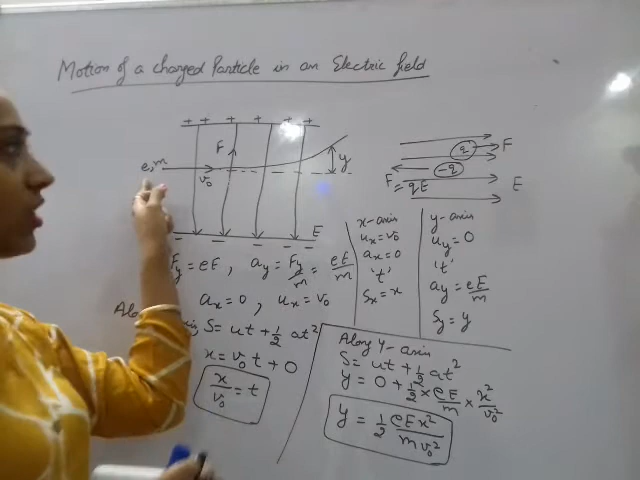 Motion of a charged Particle in an Electric field
+ + + + + +
F
e, m
v₀
y
E
q F
-q
F = qE E
Fy = eE, ay = Fy/m = eE/m
ax = 0, ux = v₀
S = ut + 1/2 at²
x = v₀t + 0
x/v₀ = t
x-axis
ux = v₀
ax = 0
't'
Sx = x
y-axis
uy = 0
't'
ay = eE/m
Sy = y
Along Y-axis
S = ut + 1/2 at²
y = 0 + 1/2 × eE/m × x²/v₀²
y = 1/2 eEx²/mv₀²